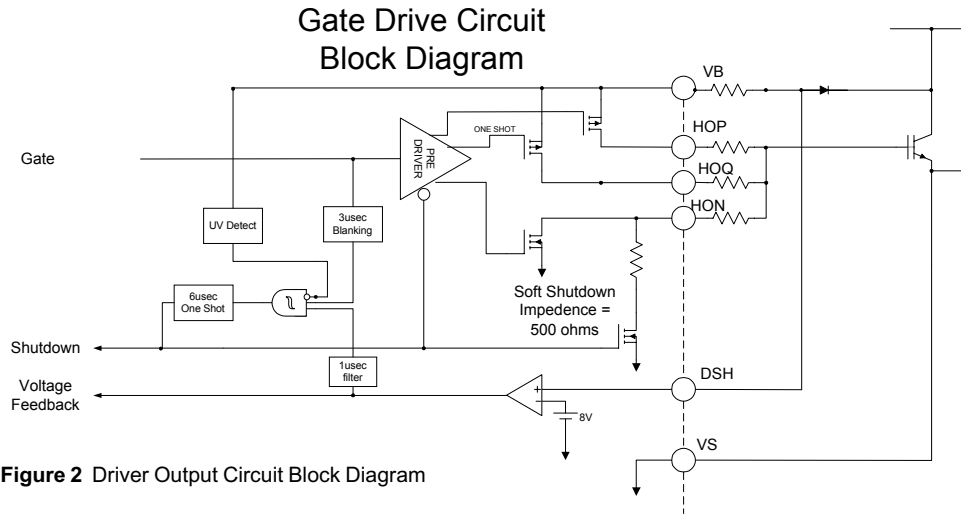 Gate Drive Circuit
Block Diagram
VB
HOP
ONE SHOT
Gate
PRE
DRIVER
HOQ
HON
UV Detect
3usec
Blanking
6usec
One Shot
Soft Shutdown
Impedence =
500 ohms
Shutdown
1usec
filter
DSH
Voltage
Feedback
+
8V
VS
Figure 2 Driver Output Circuit Block Diagram